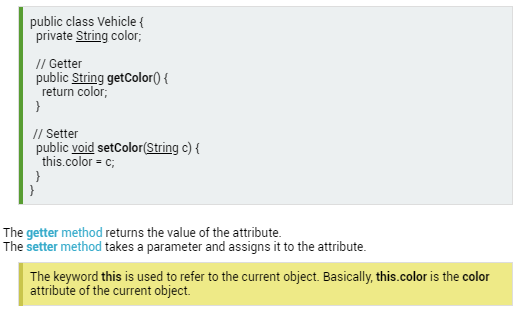 public class Vehicle {
private String color;
// Getter
public String getColor() {
return color;
}
// Setter
public void setColor(String c) {
this.color = c;
}
}
The getter method returns the value of the attribute.
The setter method takes a parameter and assigns it to the attribute.
The keyword this is used to refer to the current object. Basically, this.color is the color
attribute of the current object.